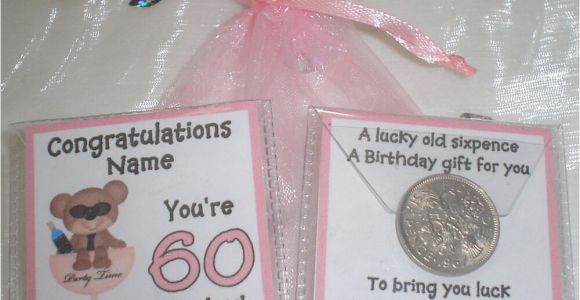 Congratulations
Name
You're
60
Party Time
A lucky old sixpence
A Birthday gift for you
To bring you luck